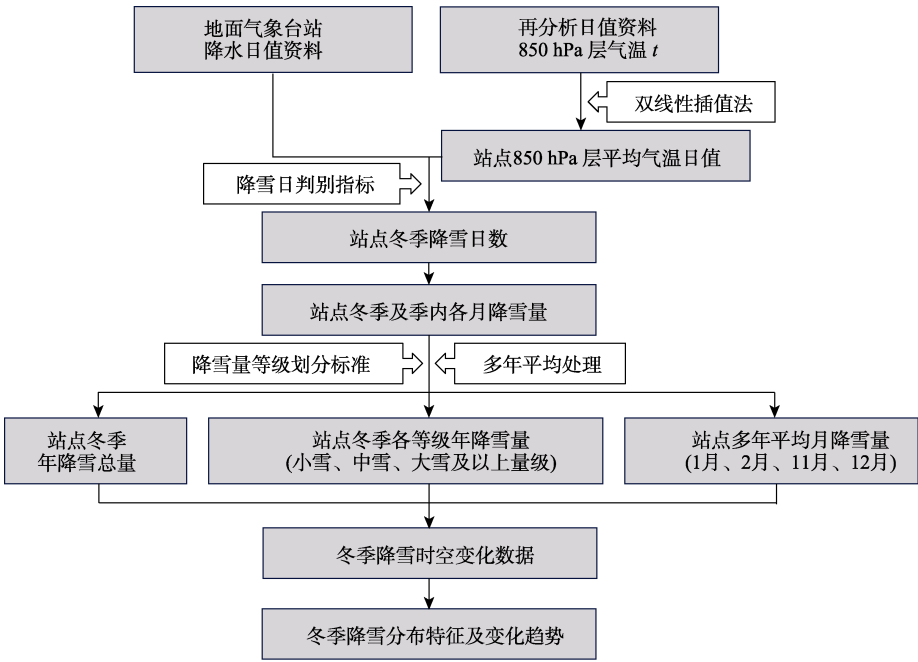 地面气象台站
降水日值资料
再分析日值资料
850 hPa 层气温 t
双线性插值法
站点850 hPa 层平均气温日值
降雪日判别指标
站点冬季降雪日数
站点冬季及季内各月降雪量
降雪量等级划分标准
多年平均处理
站点冬季
年降雪总量
站点冬季各等级年降雪量
(小雪、中雪、大雪及以上量级)
站点多年平均月降雪量
(1月、2月、11月、12月)
冬季降雪时空变化数据
冬季降雪分布特征及变化趋势